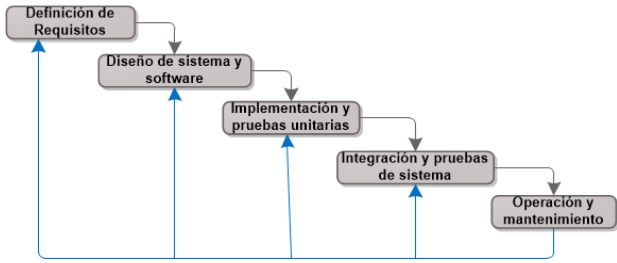 Definición de
Requisitos
Diseño de sistema y
software
Implementación y
pruebas unitarias
Integración y pruebas
de sistema
Operación y
mantenimiento